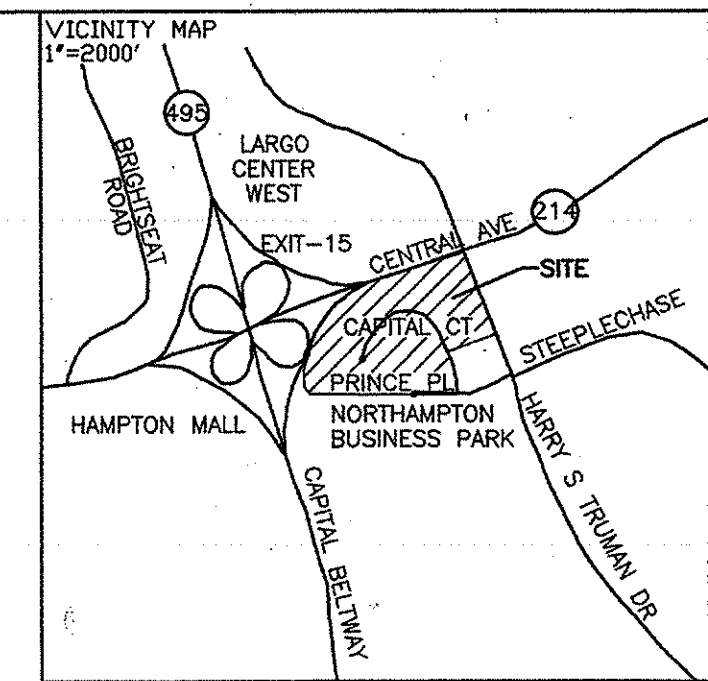 VICINITY MAP
1"=2000'
495
BRIGHTSEAT
ROAD
LARGO
CENTER
WEST
EXIT-15
CENTRAL AVE
214
SITE
CAPITAL CT
STEEPLECHASE
PRINCE PL
HAMPTON MALL
NORTHAMPTON
BUSINESS PARK
HARRY S TRUMAN DR
CAPITAL BELTWAY